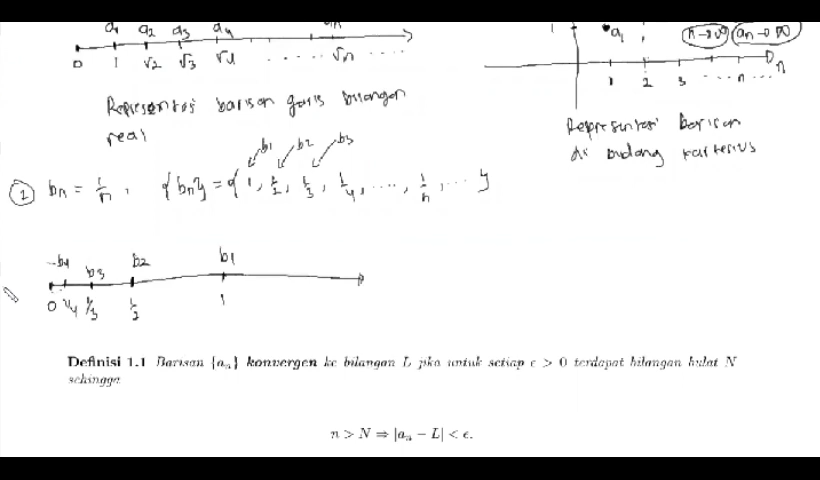 a₁ a₂ a₃ a₄ aₙ
0 1 √2 √3 √4 ...... √n ....
Representasi barisan garis bilangan
real
1 a₁ n→∞ aₙ→∞
1 2 3 ... n ... n
Representasi barisan
di bidang kartesius
b₁ b₂ b₃
② bₙ = 1/n , {bₙ} = { 1, 1/2, 1/3, 1/4, ...., 1/n, ... }
b₄ b₃ b₂ b₁
0 1/4 1/3 1/2 1
Definisi 1.1 Barisan {aₙ} konvergen ke bilangan L jika untuk setiap ϵ > 0 terdapat bilangan bulat N
sehingga
n > N ⇒ |aₙ − L| < ϵ.